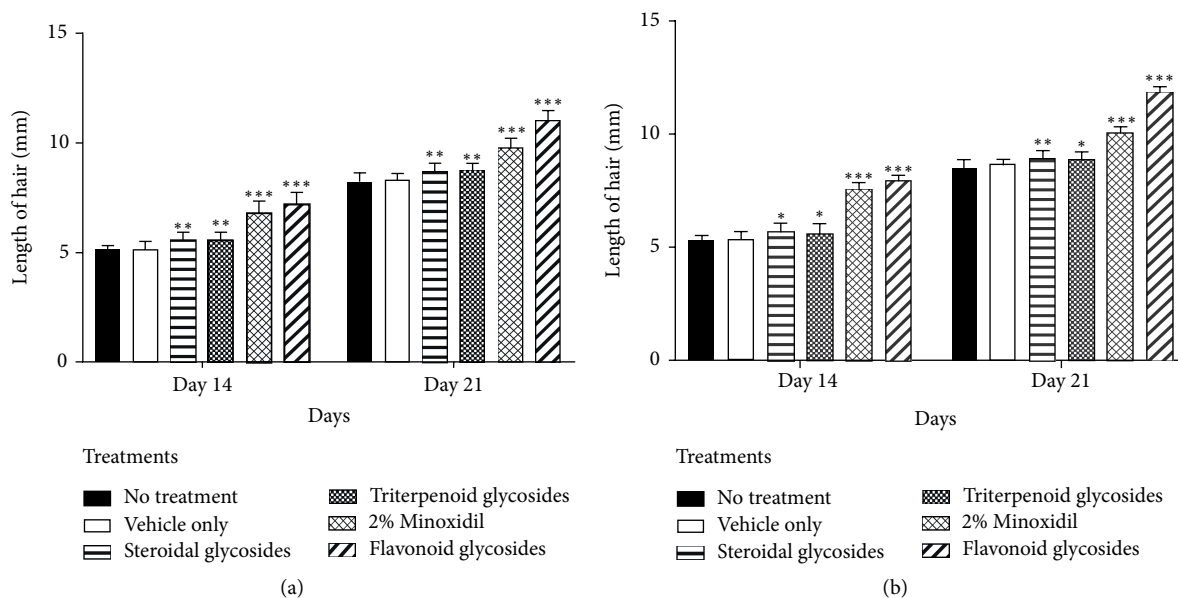 15
10
5
0
Length of hair (mm)
** ** *** ***
** ** *** ***
Day 14 Day 21
Days
Treatments
No treatment Triterpenoid glycosides
Vehicle only 2% Minoxidil
Steroidal glycosides Flavonoid glycosides
(a)
15
10
5
0
Length of hair (mm)
* * *** ***
** * *** ***
Day 14 Day 21
Days
Treatments
No treatment Triterpenoid glycosides
Vehicle only 2% Minoxidil
Steroidal glycosides Flavonoid glycosides
(b)